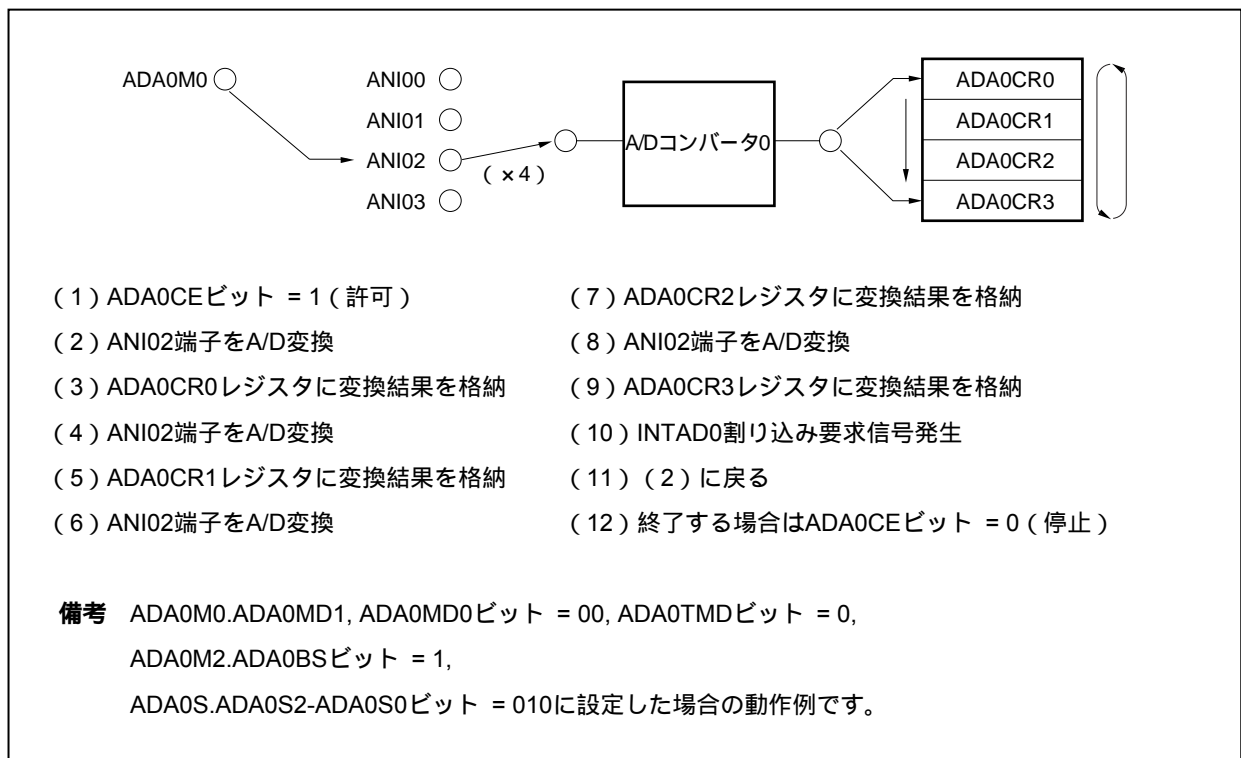 ADA0M0
ANI00
ANI01
ANI02
ANI03
(×4)
A/Dコンバータ0
ADA0CR0
ADA0CR1
ADA0CR2
ADA0CR3
(1)ADA0CEビット = 1(許可)
(2)ANI02端子をA/D変換
(3)ADA0CR0レジスタに変換結果を格納
(4)ANI02端子をA/D変換
(5)ADA0CR1レジスタに変換結果を格納
(6)ANI02端子をA/D変換
(7)ADA0CR2レジスタに変換結果を格納
(8)ANI02端子をA/D変換
(9)ADA0CR3レジスタに変換結果を格納
(10)INTAD0割り込み要求信号発生
(11)(2)に戻る
(12)終了する場合はADA0CEビット = 0(停止)
備考 ADA0M0.ADA0MD1, ADA0MD0ビット = 00, ADA0TMDビット = 0,
ADA0M2.ADA0BSビット = 1,
ADA0S.ADA0S2-ADA0S0ビット = 010に設定した場合の動作例です。